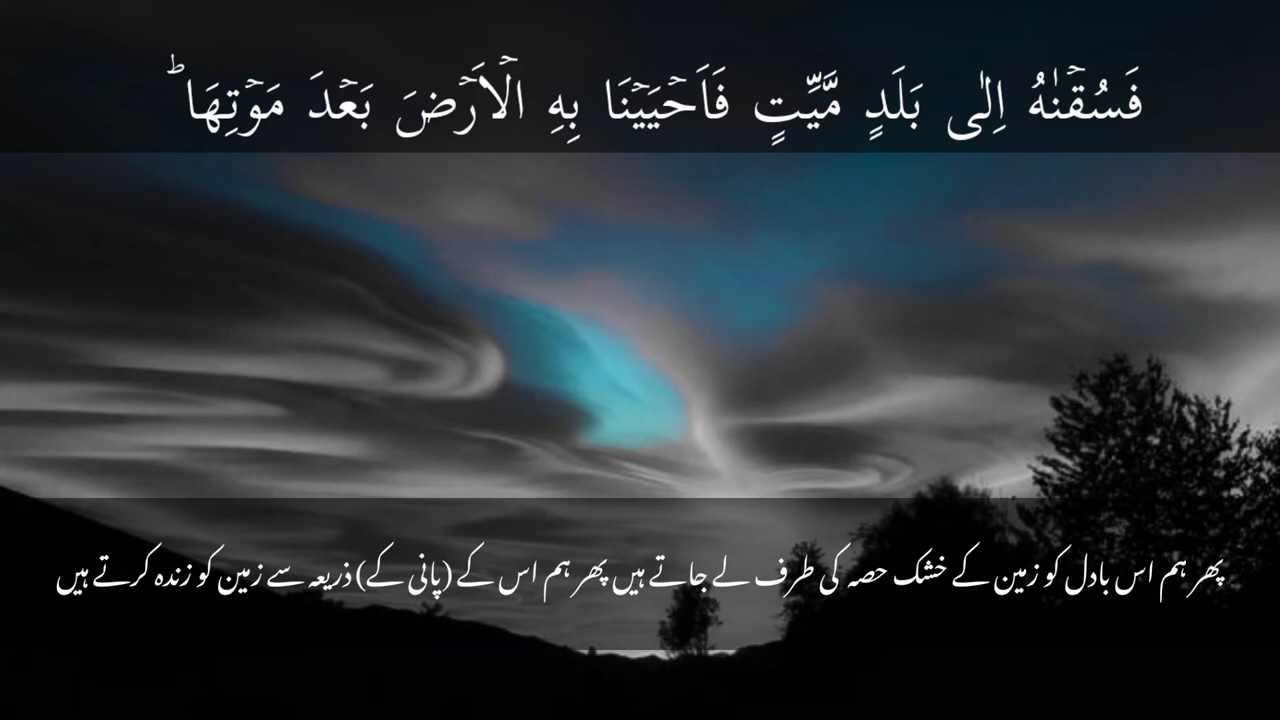 فَسُقۡنٰهُ اِلٰى بَلَدٍ مَّيِّتٍ فَاَحۡيَيۡنَا بِهِ الۡاَرۡضَ بَعۡدَ مَوۡتِهَا ؕ
پھر ہم اس بادل کو زمین کے خشک حصہ کی طرف لے جاتے ہیں پھر ہم اس کے (پانی کے) ذریعہ سے زمین کو زندہ کرتے ہیں